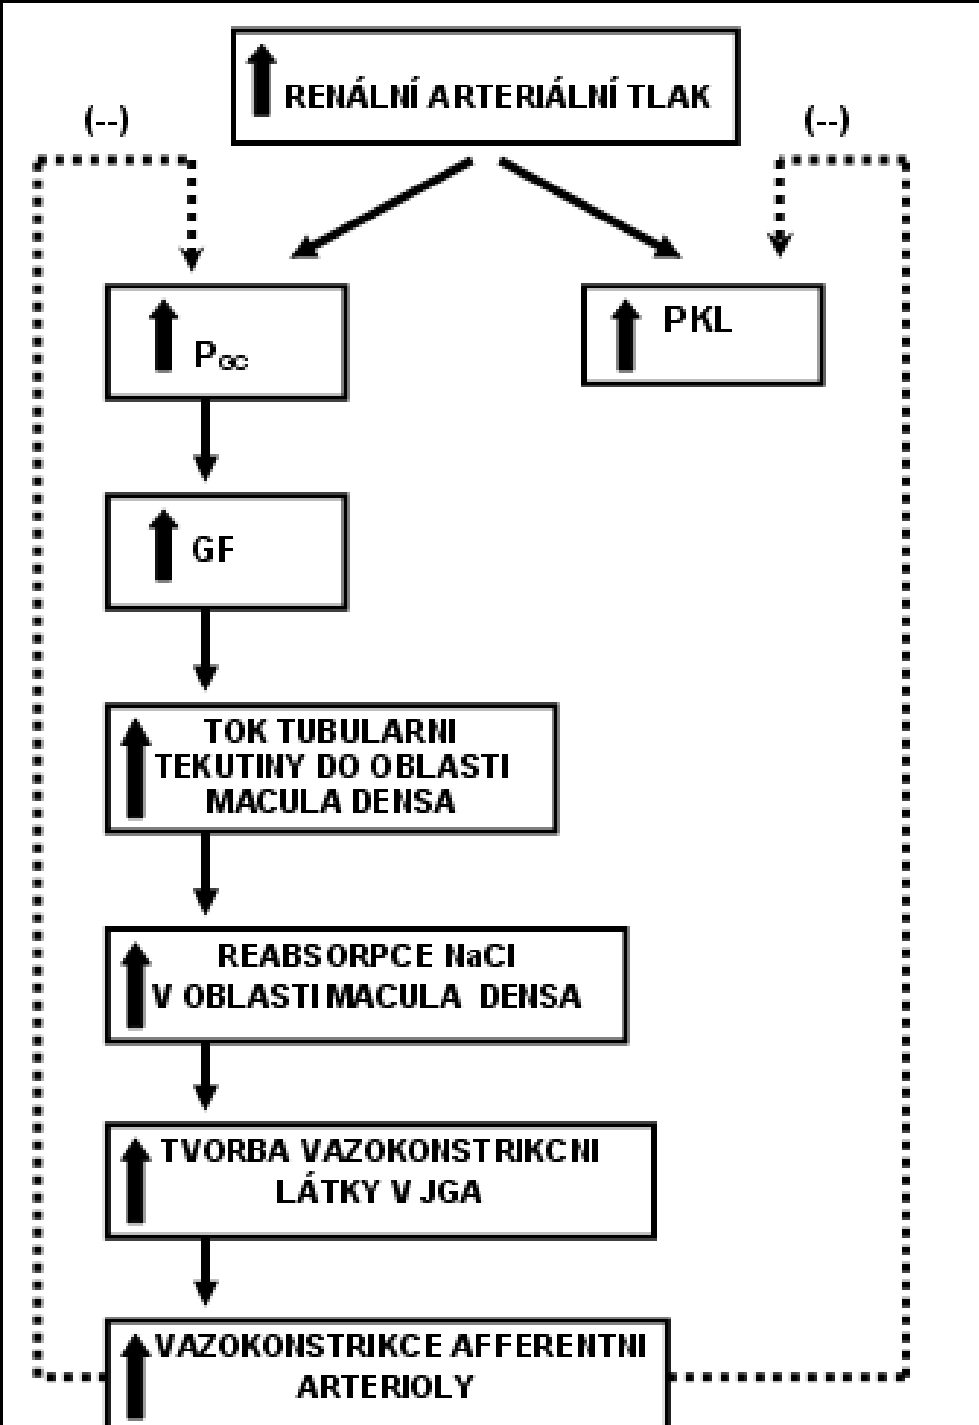 RENÁLNÍ ARTERIÁLNÍ TLAK
(--)
(--)
PGC
PKL
GF
TOK TUBULARNI
TEKUTINY DO OBLASTI
MACULA DENSA
REABSORPCE NaCl
V OBLASTI MACULA DENSA
TVORBA VAZOKONSTRIKCNI
LÁTKY V JGA
VAZOKONSTRIKCE AFFERENTNI
ARTERIOLY